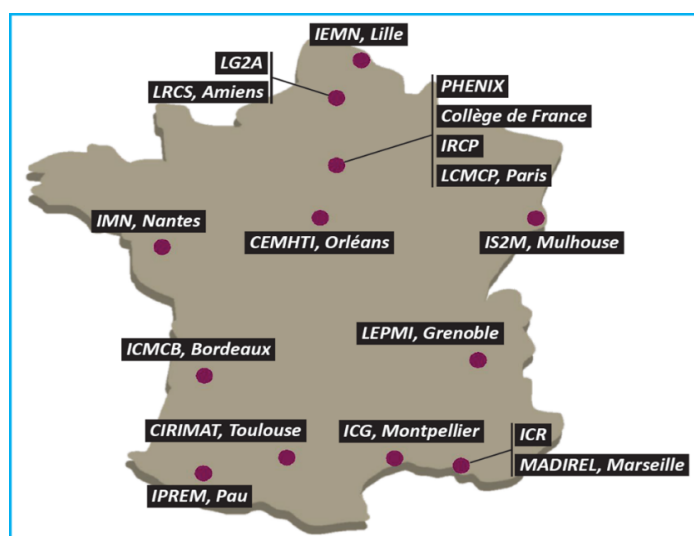 IEMN, Lille
LG2A
LRCS, Amiens
PHENIX
Collège de France
IRCP
LCMCP, Paris
IMN, Nantes
CEMHTI, Orléans
IS2M, Mulhouse
ICMCB, Bordeaux
LEPMI, Grenoble
CIRIMAT, Toulouse
ICG, Montpellier
ICR
MADIREL, Marseille
IPREM, Pau